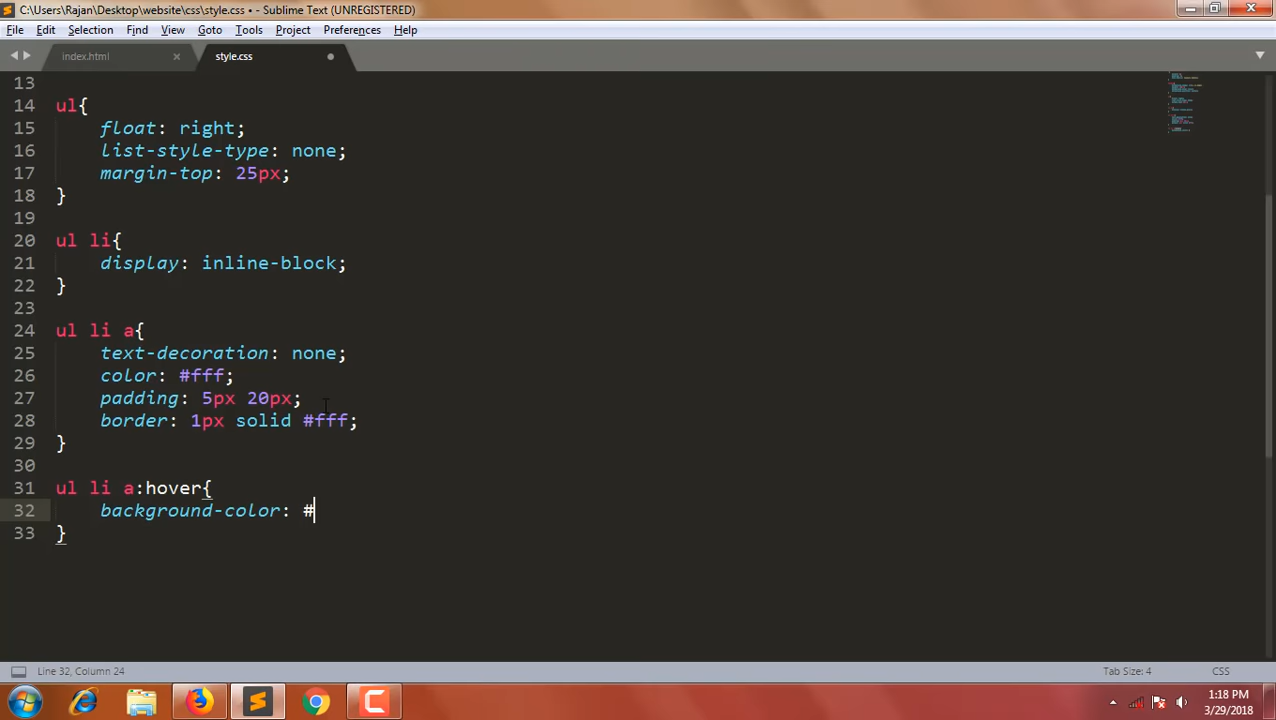 C:\Users\Rajan\Desktop\website\css\style.css • - Sublime Text (UNREGISTERED)
File Edit Selection Find View Goto Tools Project Preferences Help
index.html style.css
13
14 ul{
15 float: right;
16 list-style-type: none;
17 margin-top: 25px;
18 }
19
20 ul li{
21 display: inline-block;
22 }
23
24 ul li a{
25 text-decoration: none;
26 color: #fff;
27 padding: 5px 20px;
28 border: 1px solid #fff;
29 }
30
31 ul li a:hover{
32 background-color: #
33 }
Line 32, Column 24 Tab Size: 4 CSS
1:18 PM
3/29/2018